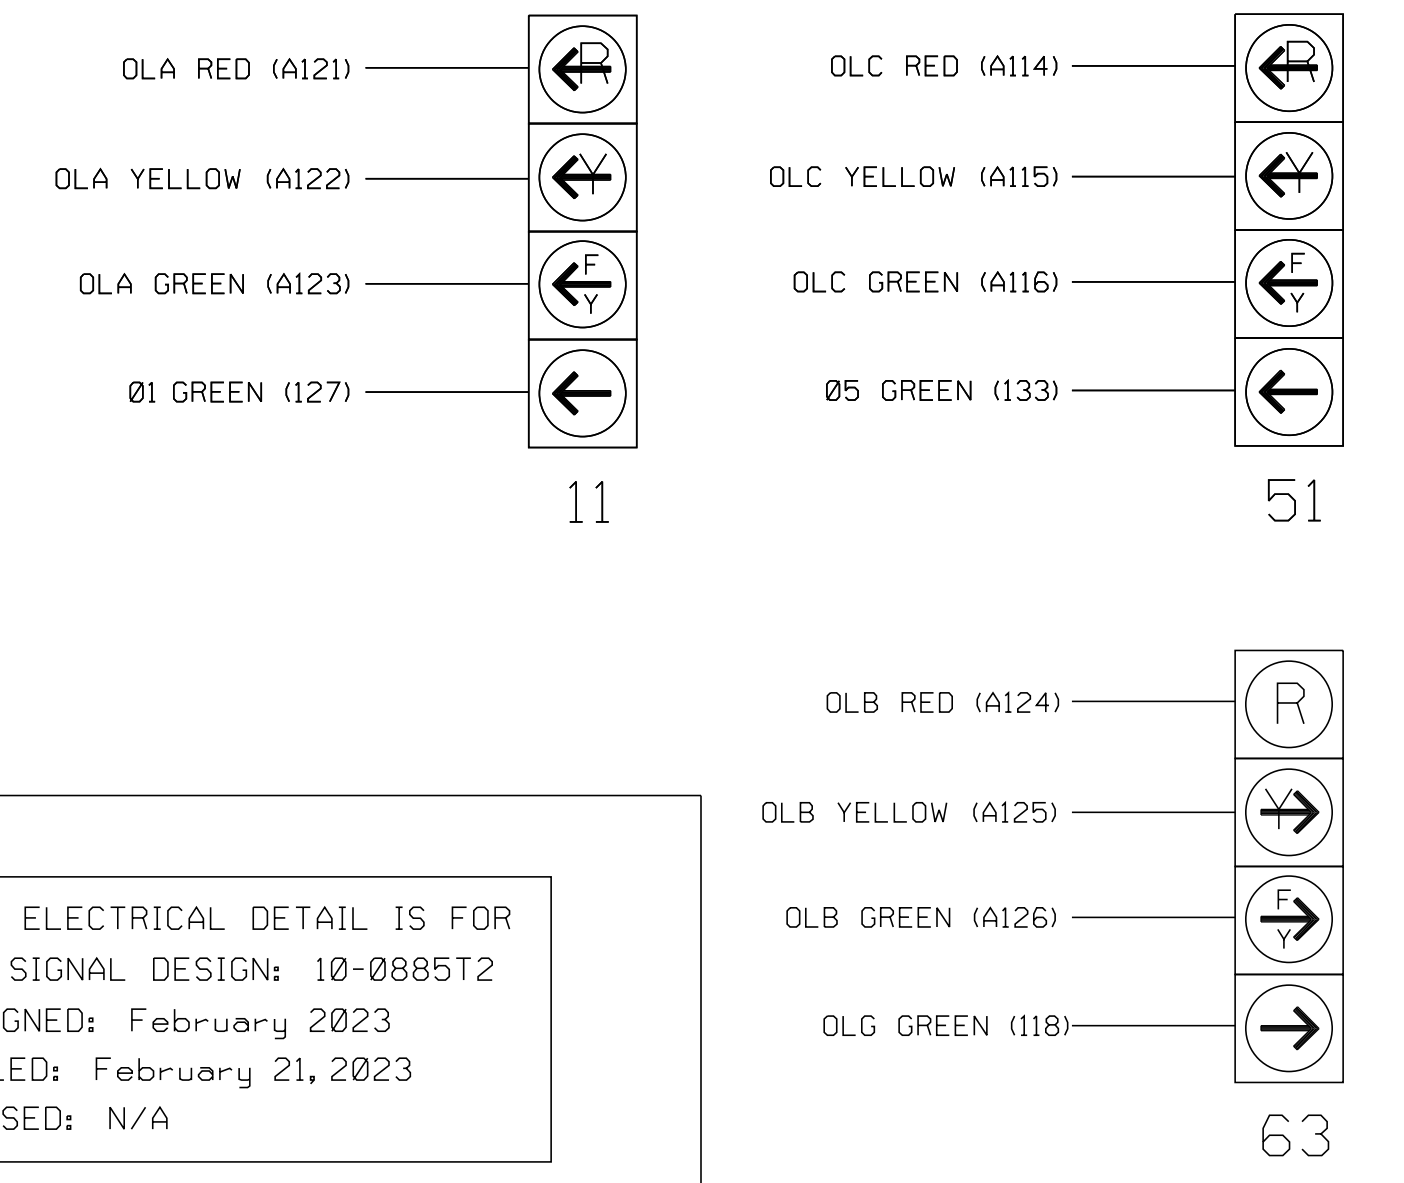 OLA RED (A121)
R
OLA YELLOW (A122)
Y
OLA GREEN (A123)
F
Y
Ø1 GREEN (127)
11
OLC RED (A114)
R
OLC YELLOW (A115)
Y
OLC GREEN (A116)
F
Y
Ø5 GREEN (133)
51
OLB RED (A124)
R
OLB YELLOW (A125)
Y
OLB GREEN (A126)
F
Y
OLG GREEN (118)
63
ELECTRICAL DETAIL IS FOR
SIGNAL DESIGN: 10-0885T2
GNED: February 2023
LED: February 21, 2023
SED: N/A